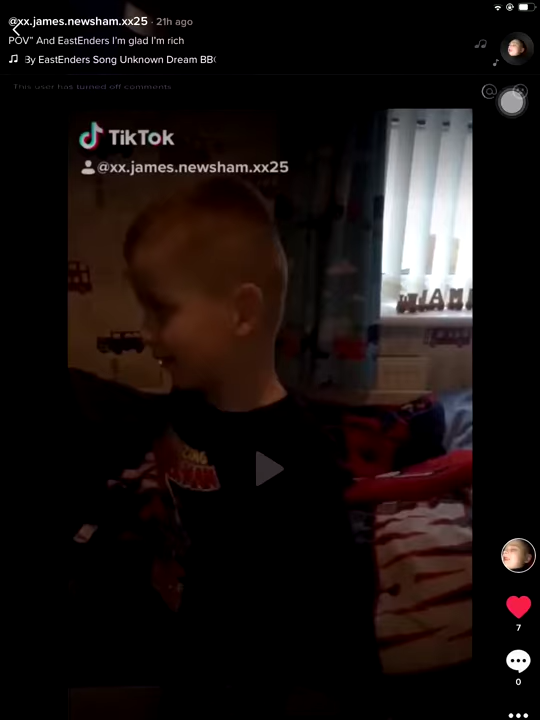 @xx.james.newsham.xx25 · 21h ago
POV" And EastEnders I'm glad I'm rich
By EastEnders Song Unknown Dream BBC
This user has turned off comments
TikTok
@xx.james.newsham.xx25
7
0